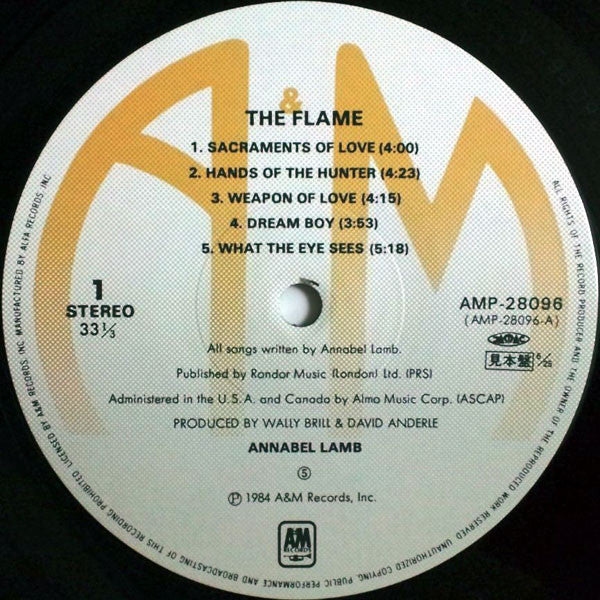 A&M
THE FLAME
1. SACRAMENTS OF LOVE (4:00)
2. HANDS OF THE HUNTER (4:23)
3. WEAPON OF LOVE (4:15)
4. DREAM BOY (3:53)
5. WHAT THE EYE SEES (5:18)
1
STEREO
33⅓
AMP-28096
(AMP-28096-A)
見本盤 6/25
All songs written by Annabel Lamb.
Published by Rondor Music (London) Ltd. (PRS)
Administered in the U.S.A. and Canada by Almo Music Corp. (ASCAP)
PRODUCED BY WALLY BRILL & DAVID ANDERLE
ANNABEL LAMB
Ⓢ
Ⓟ 1984 A&M Records, Inc.
AM
RECORDS
ALL RIGHTS OF THE RECORD PRODUCER AND THE OWNER OF THE REPRODUCED WORK RESERVED. UNAUTHORIZED COPYING, PUBLIC PERFORMANCE AND BROADCASTING OF THIS RECORDING PROHIBITED LICENSED BY A&M RECORDS, INC. MANUFACTURED BY ALFA RECORDS, INC.